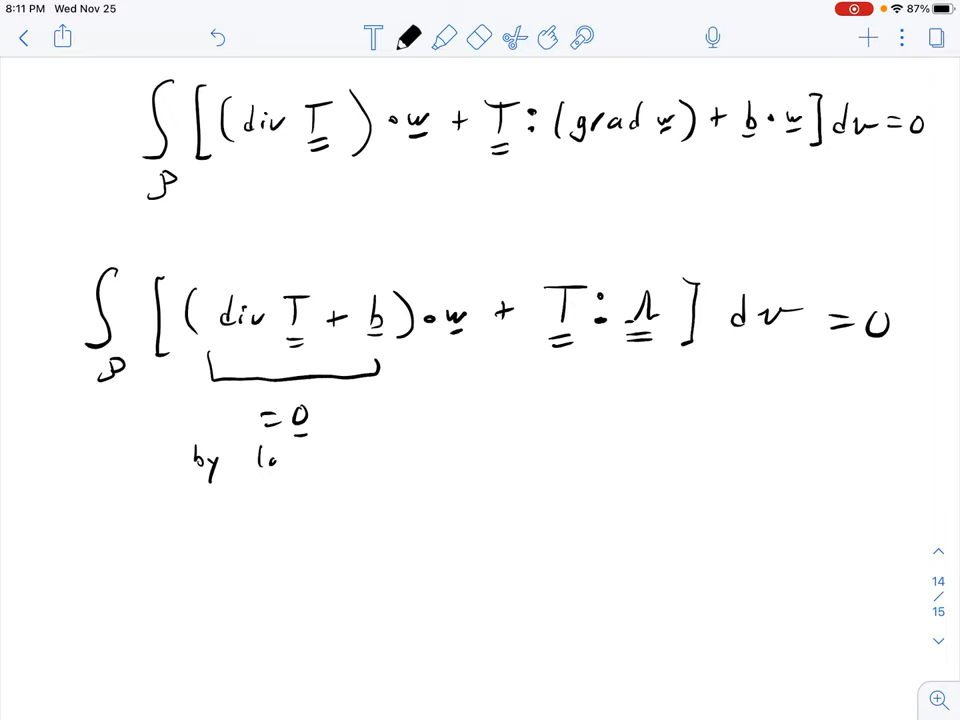 8:11 PM Wed Nov 25
87%
∫_𝒫 [(div T̳) · w̲ + T̳ : (grad w̲) + b̲ · w̲] dv = 0
∫_𝒫 [(div T̳ + b̲) · w̲ + T̳ : Λ̳] dv = 0
= 0̲
by lo
14
/
15